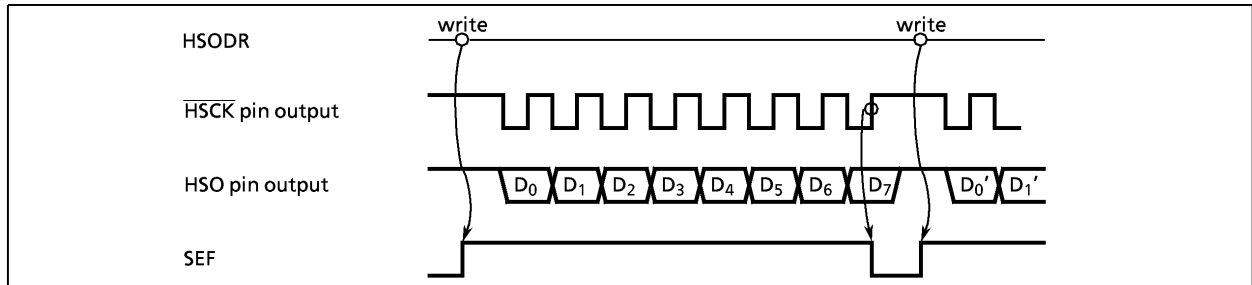 write write
HSODR
H̅S̅C̅K̅ pin output
HSO pin output D₀ D₁ D₂ D₃ D₄ D₅ D₆ D₇ D₀’ D₁’
SEF